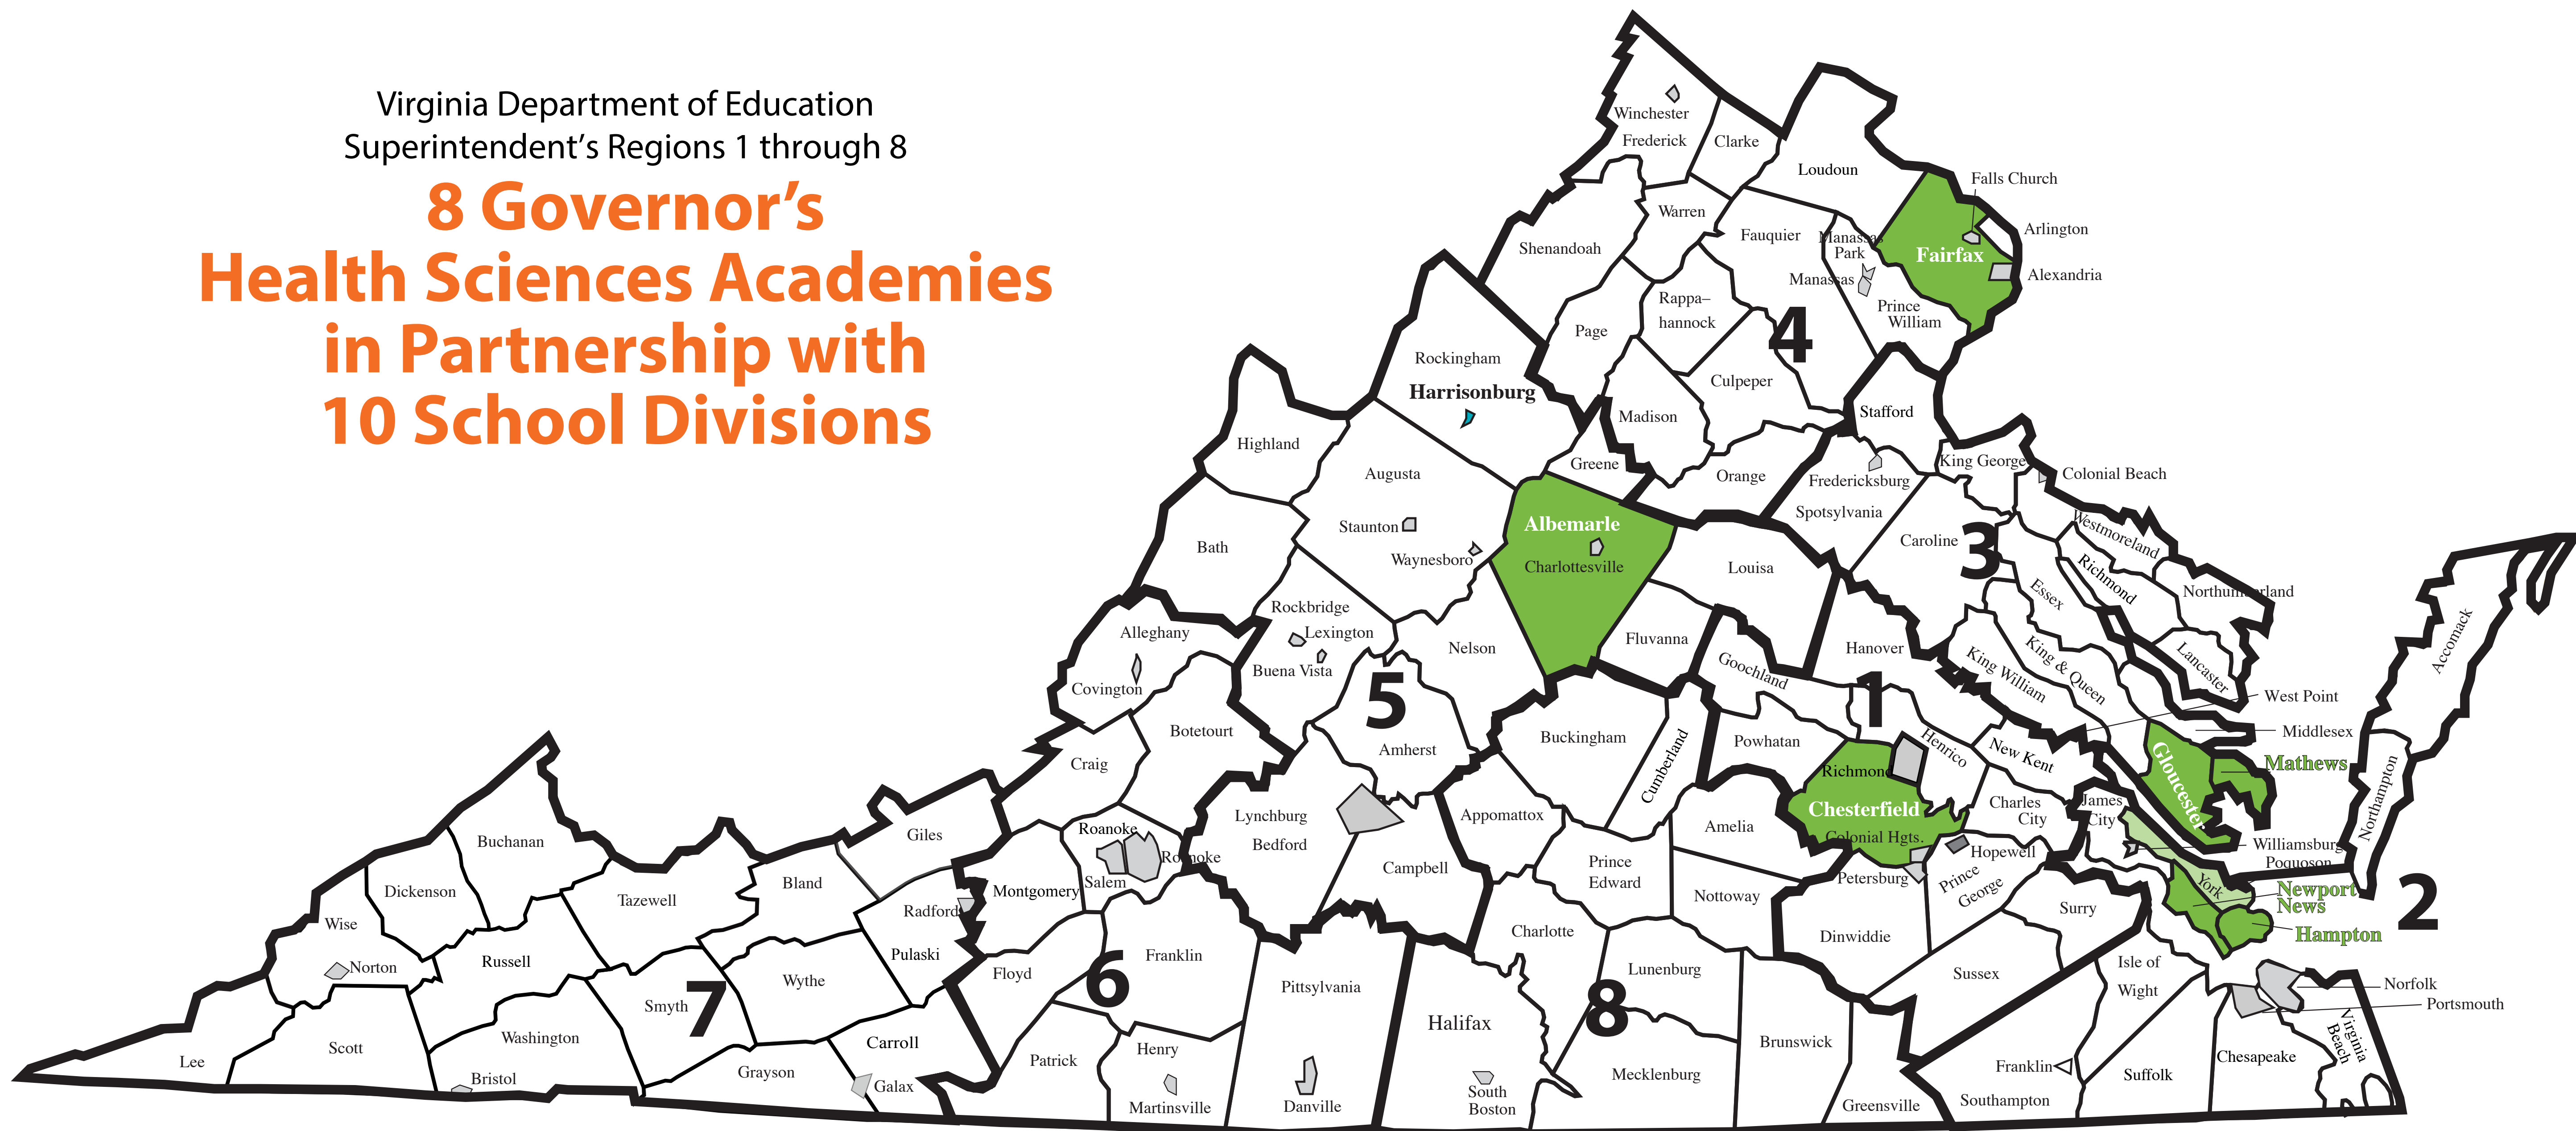 Virginia Department of Education
Superintendent's Regions 1 through 8
8 Governor's
Health Sciences Academies
in Partnership with
10 School Divisions
Winchester
Frederick
Clarke
Loudoun
Falls Church
Arlington
Fairfax
Alexandria
Warren
Fauquier
Manassas
Park
Manassas
Prince
William
Shenandoah
Page
Rappa–
hannock
4
Culpeper
Madison
Rockingham
Harrisonburg
Stafford
Highland
Augusta
Greene
Orange
Fredericksburg
Spotsylvania
King George
Colonial Beach
Staunton
Waynesboro
Albemarle
Charlottesville
Louisa
Caroline
3
Westmoreland
Richmond
Essex
Northumberland
Lancaster
Bath
Rockbridge
Lexington
Buena Vista
Nelson
Fluvanna
Goochland
Hanover
1
King William
King & Queen
West Point
Middlesex
Accomack
Alleghany
Covington
Botetourt
5
Amherst
Buckingham
Cumberland
Powhatan
Richmond
Henrico
New Kent
Gloucester
Mathews
Northampton
Craig
Lynchburg
Bedford
Campbell
Appomattox
Amelia
Chesterfield
Colonial Hgts.
Charles
City
James
City
Williamsburg
Poquoson
Hopewell
Petersburg
Prince
George
York
Newport
News
Hampton
2
Buchanan
Dickenson
Wise
Norton
Tazewell
Bland
Giles
Radford
Montgomery
Roanoke
Roanoke
Salem
Prince
Edward
Nottoway
Dinwiddie
Surry
Sussex
Isle of
Wight
Norfolk
Portsmouth
Russell
Smyth
7
Wythe
Pulaski
Floyd
6
Franklin
Pittsylvania
Charlotte
Halifax
8
Lunenburg
Lee
Scott
Washington
Bristol
Grayson
Carroll
Galax
Patrick
Henry
Martinsville
Danville
South
Boston
Mecklenburg
Brunswick
Greensville
Franklin
Southampton
Suffolk
Chesapeake
Virginia
Beach